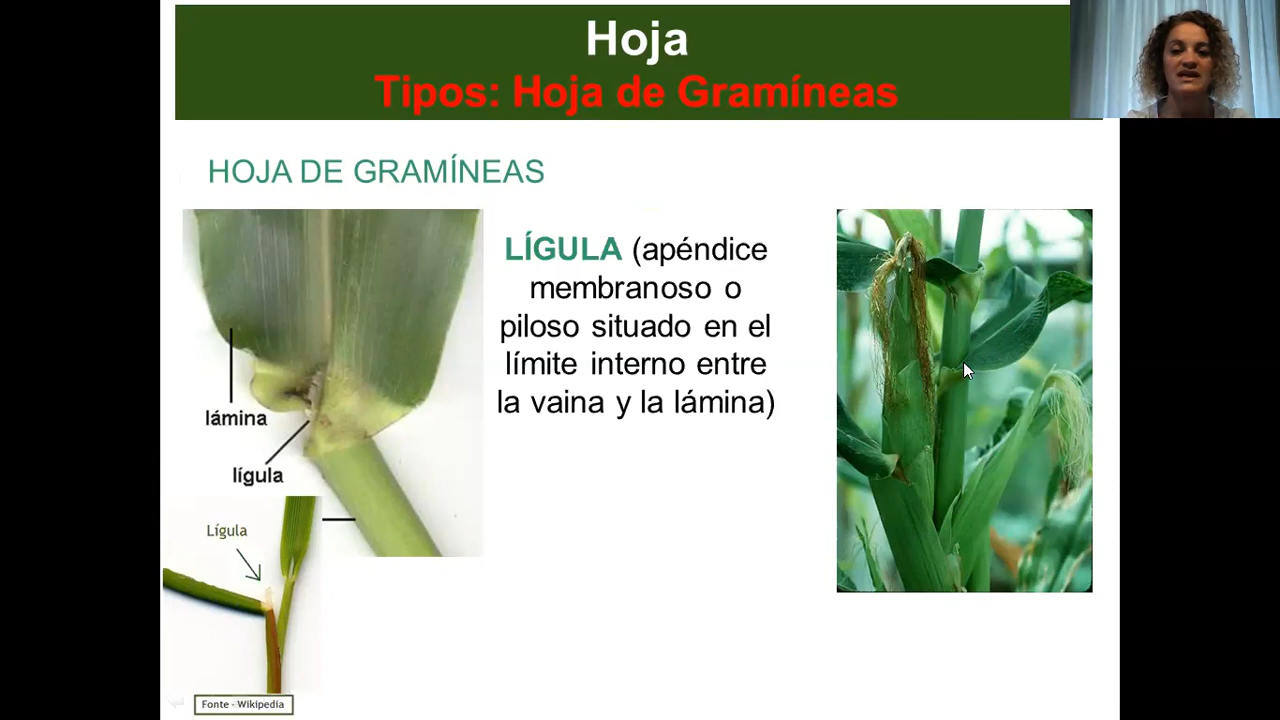 Hoja
Tipos: Hoja de Gramíneas
HOJA DE GRAMÍNEAS
LÍGULA (apéndice
membranoso o
piloso situado en el
límite interno entre
la vaina y la lámina)
lámina
lígula
Lígula
Fonte - Wikipedia